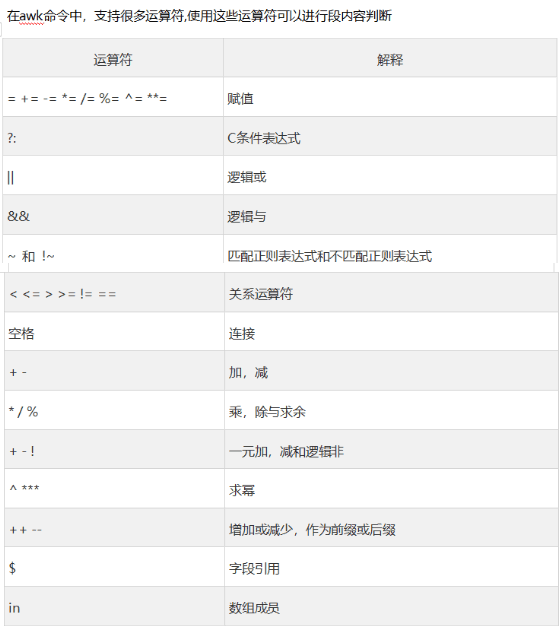 在awk命令中，支持很多运算符,使用这些运算符可以进行段内容判断
运算符 解释
= += -= *= /= %= ^= **= 赋值
?: C条件表达式
|| 逻辑或
&& 逻辑与
~ 和 !~ 匹配正则表达式和不匹配正则表达式
< <= > >= != == 关系运算符
空格 连接
+ - 加，减
* / % 乘，除与求余
+ - ! 一元加，减和逻辑非
^ *** 求幂
++ -- 增加或减少，作为前缀或后缀
$ 字段引用
in 数组成员